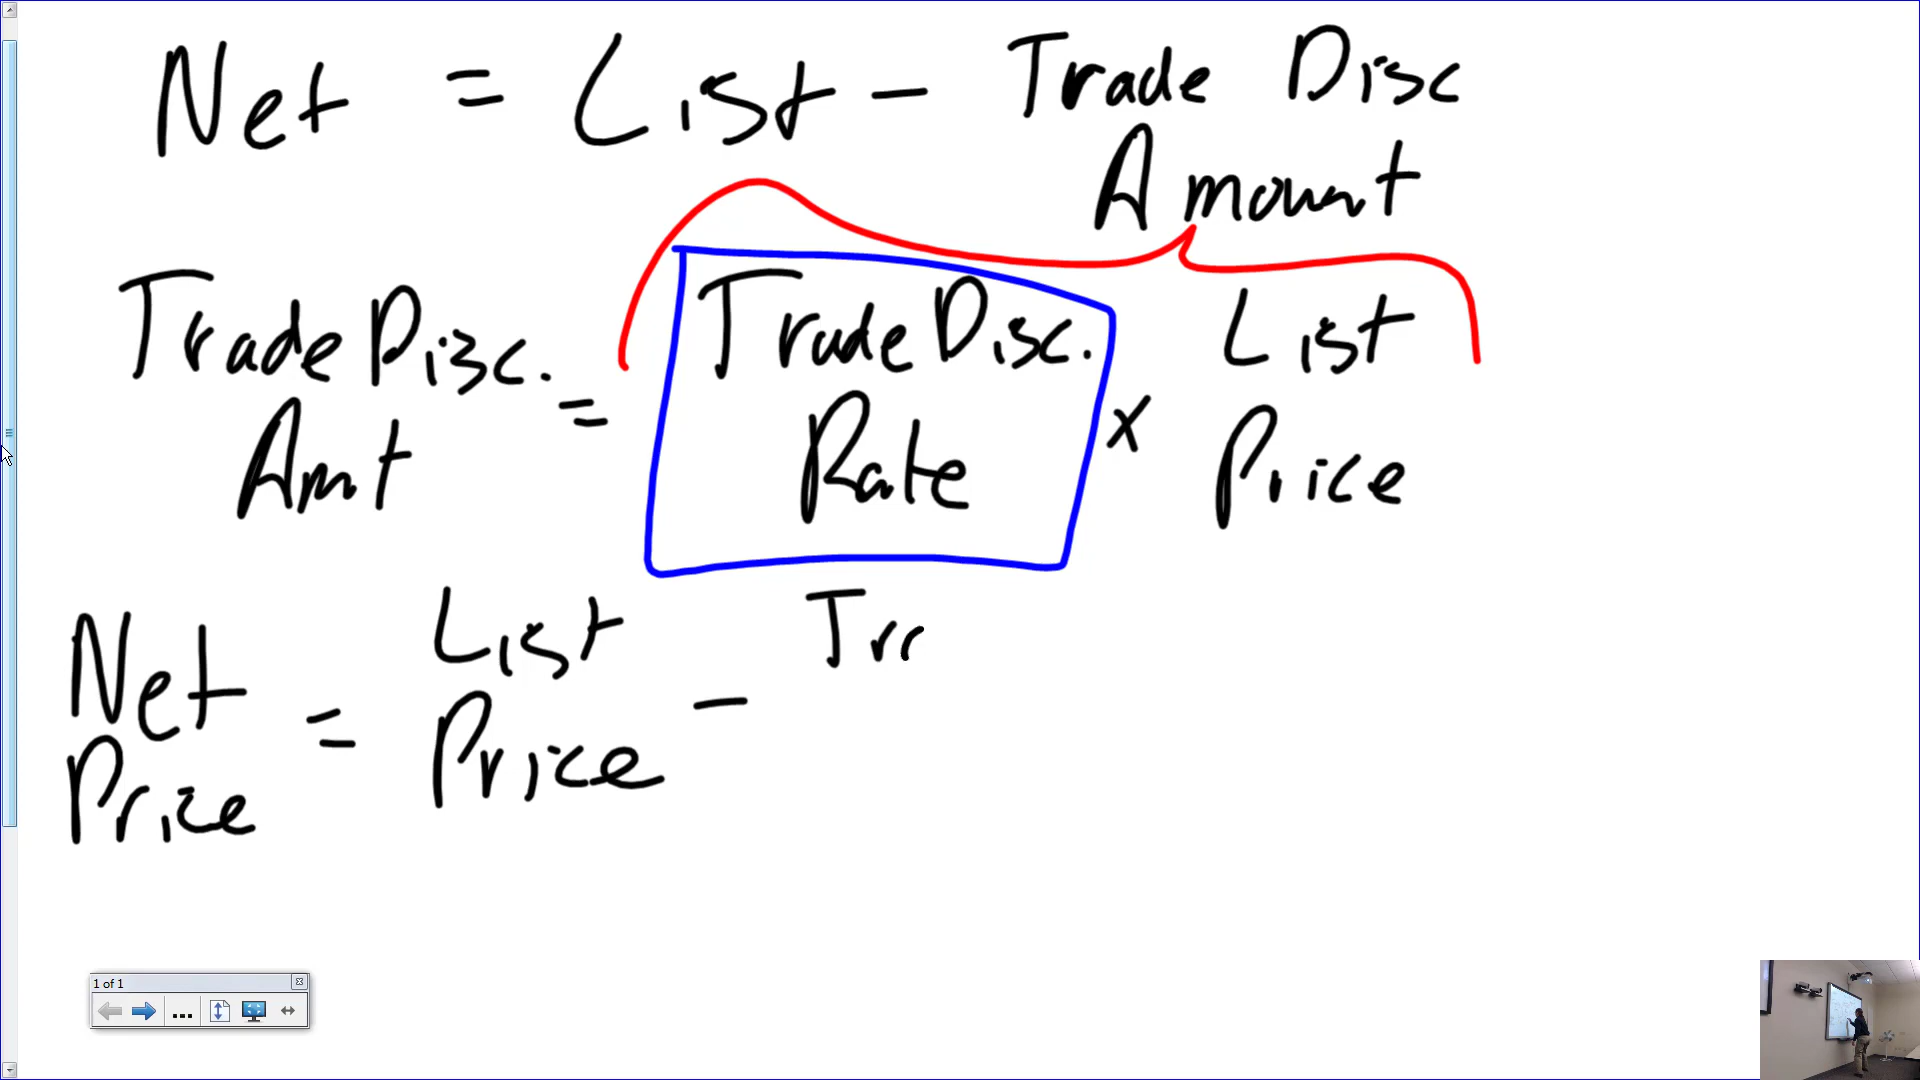 Net = List - Trade Disc
Amount
Trade Disc. Amt = Trade Disc. Rate x List Price
Net Price = List Price - Tra
1 of 1